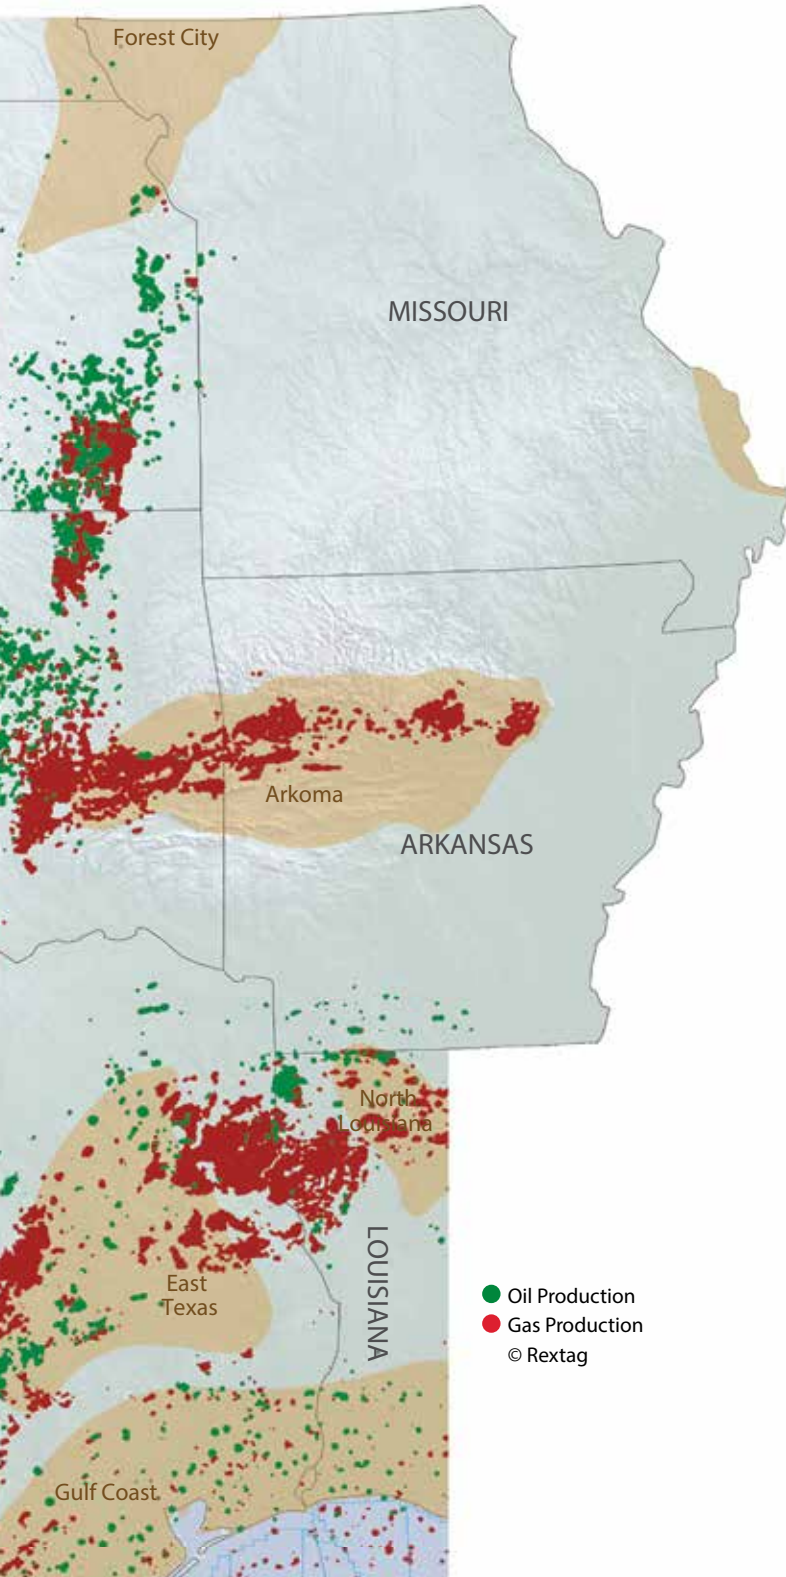 Forest City
MISSOURI
Arkoma
ARKANSAS
North
Louisiana
LOUISIANA
East
Texas
Oil Production
Gas Production
© Rextag
Gulf Coast